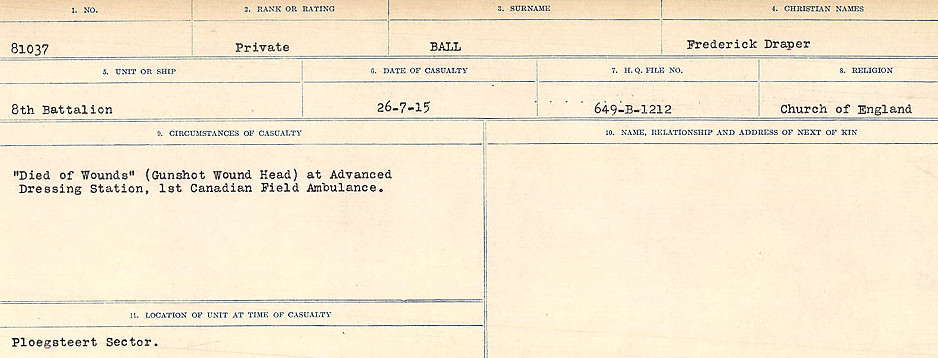 1. NO. 2. RANK OR RATING 3. SURNAME 4. CHRISTIAN NAMES
81037 Private BALL Frederick Draper
5. UNIT OR SHIP 6. DATE OF CASUALTY 7. H. Q. FILE NO. 8. RELIGION
8th Battalion 26-7-15 649-B-1212 Church of England
9. CIRCUMSTANCES OF CASUALTY 10. NAME, RELATIONSHIP AND ADDRESS OF NEXT OF KIN
"Died of Wounds" (Gunshot Wound Head) at Advanced
Dressing Station, 1st Canadian Field Ambulance.
11. LOCATION OF UNIT AT TIME OF CASUALTY
Ploegsteert Sector.